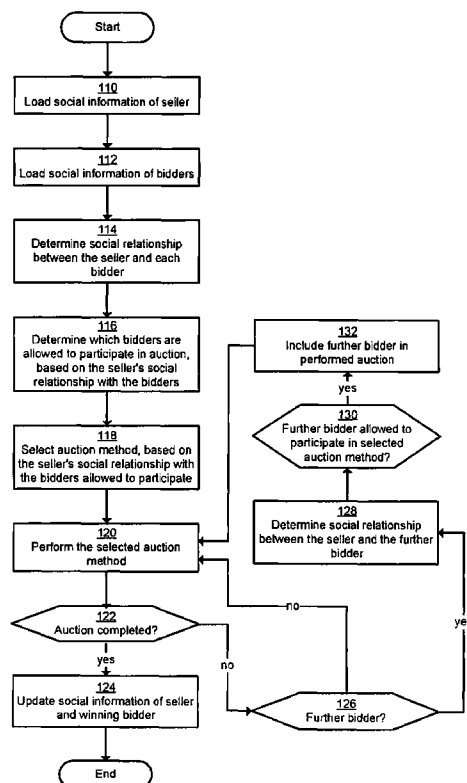 Start
110
Load social information of seller
112
Load social information of bidders
114
Determine social relationship
between the seller and each
bidder
116
Determine which bidders are
allowed to participate in auction,
based on the seller's social
relationship with the bidders
118
Select auction method, based on
the seller's social relationship with
the bidders allowed to participate
120
Perform the selected auction
method
122
Auction completed?
yes
no
124
Update social information of seller
and winning bidder
End
132
Include further bidder in
performed auction
yes
130
Further bidder allowed to
participate in selected
auction method?
128
Determine social relationship
between the seller and the further
bidder
no
ye
126
Further bidder?